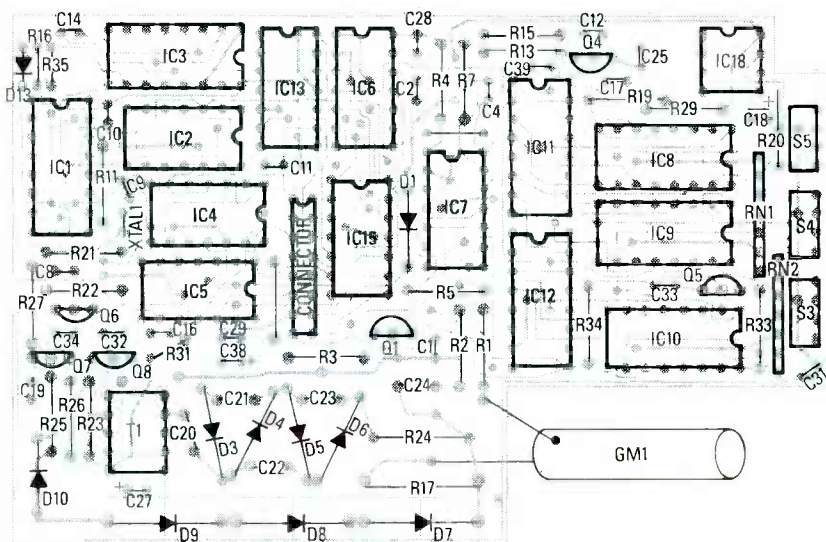 C14
R16
R35
D13
IC3
IC13
IC6
C28
C2
R4
R7
R15
R13
C39
C4
C12
Q4
C25
IC18
C17
R19
R29
C18
R20
S5
IC1
C10
R11
IC2
C9
XTAL1
C11
IC4
CONNECTOR
IC15
D1
IC7
IC11
IC8
RN1
IC9
S4
RN2
R21
C8
R22
R27
Q6
IC5
C16
C29
R5
IC12
Q5
C33
R34
IC10
R33
S3
C31
C34
C32
R31
C38
R3
Q1
C1
R2
R1
Q7
Q8
C19
R25
R26
R23
T1
C20
C21
D3
D4
D5
C23
D6
C24
R24
C22
GM1
R17
D10
C27
D9
D8
D7